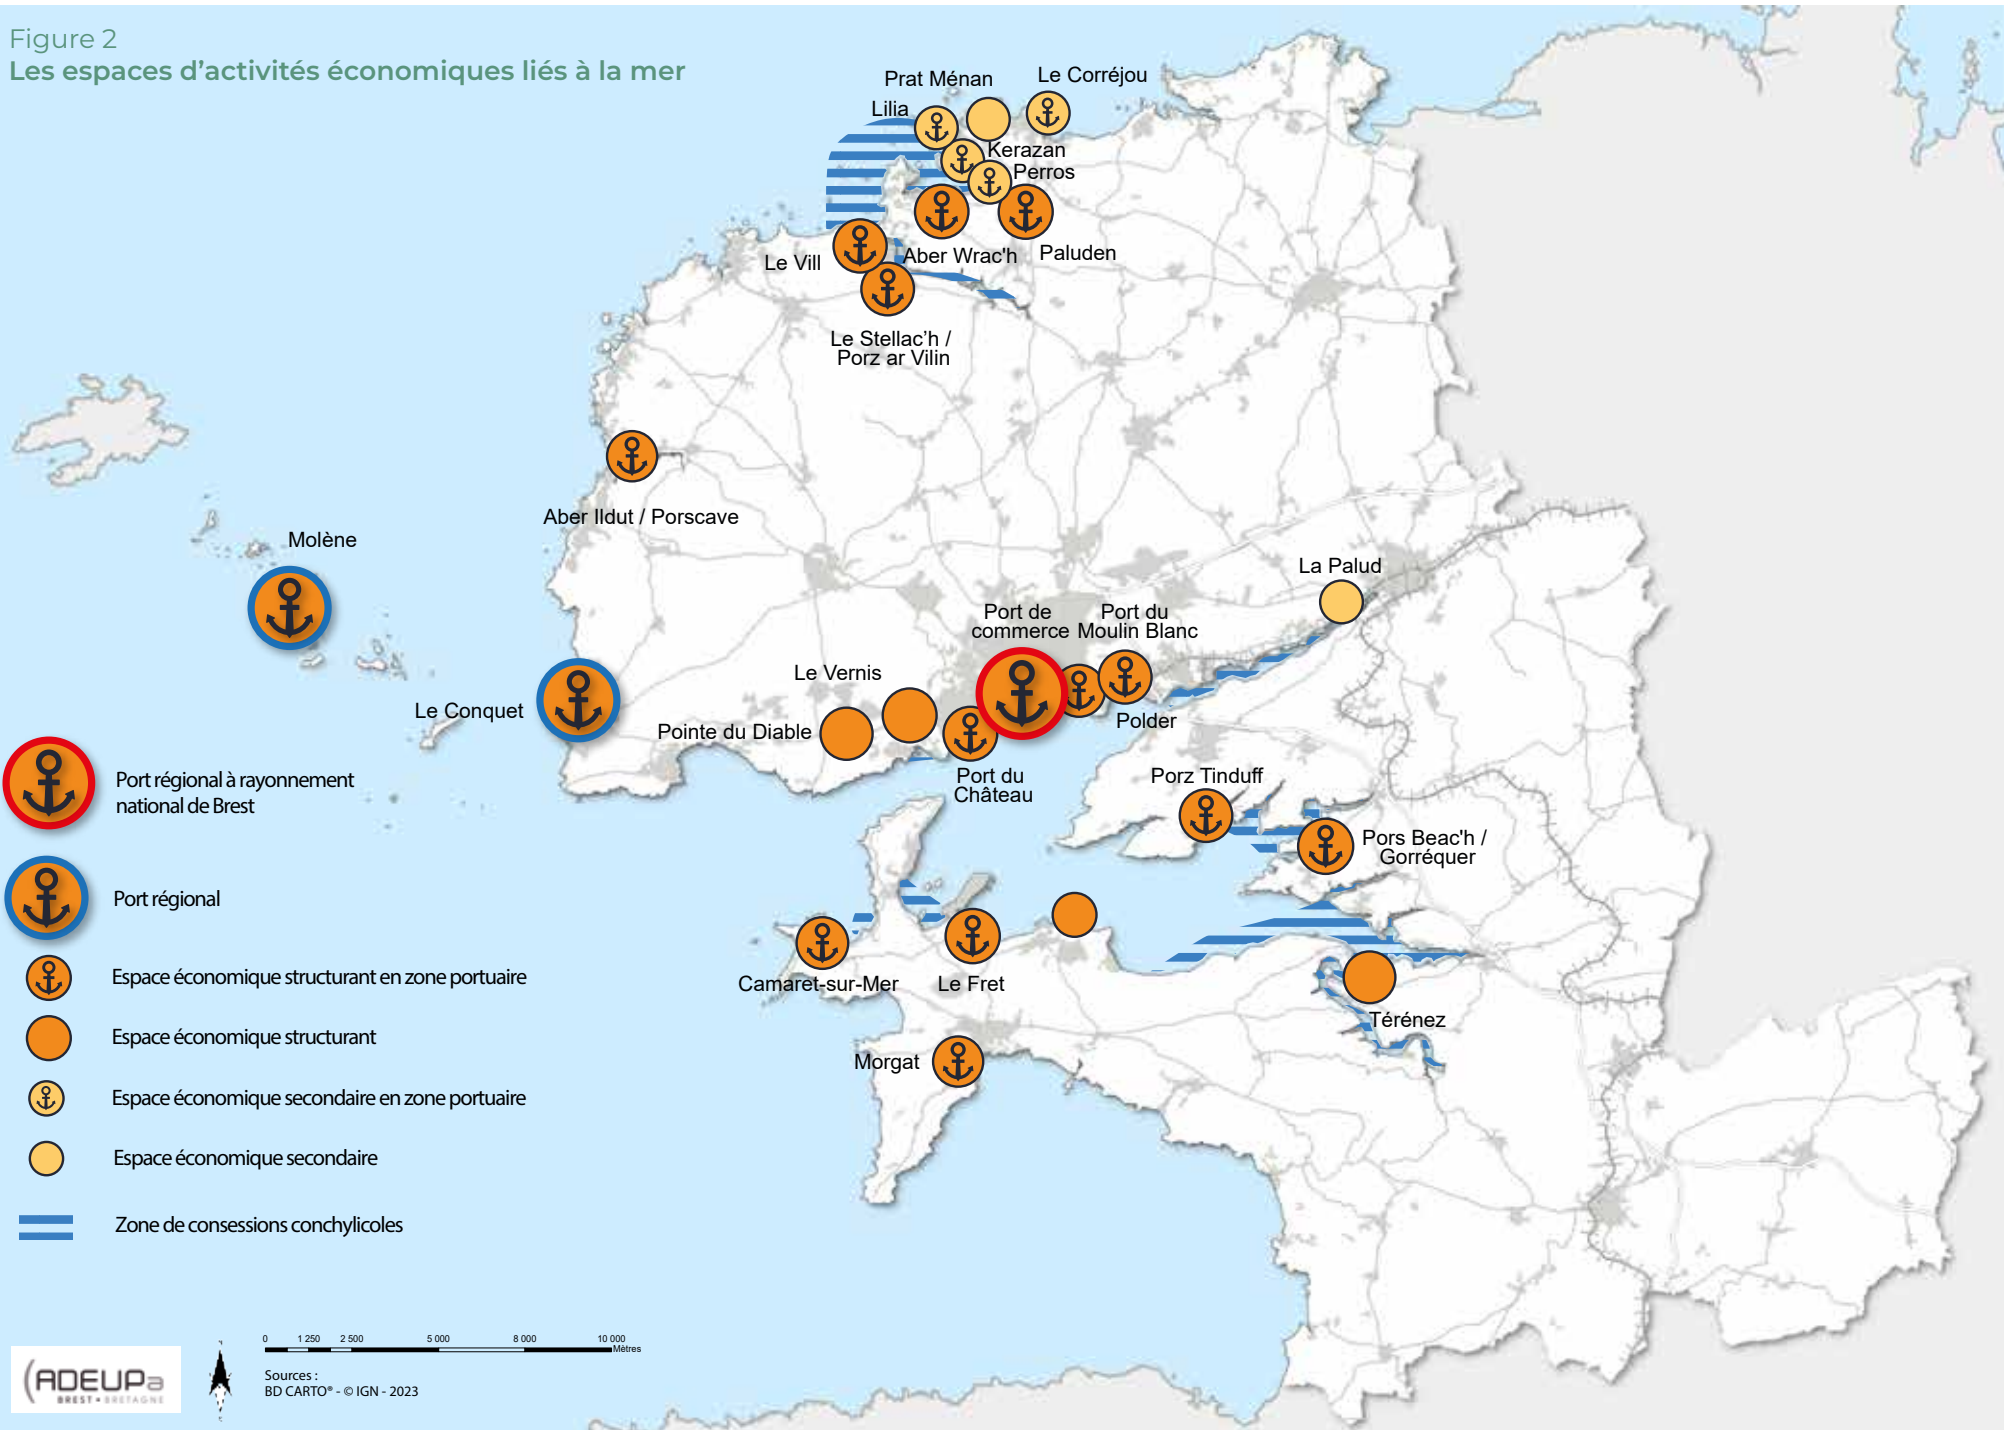 Figure 2
Les espaces d'activités économiques liés à la mer
Prat Ménan
Le Corréjou
Lilia
Kerazan
Perros
Le Vill
Aber Wrac'h
Paluden
Le Stellac'h /
Porz ar Vilin
Aber Ildut / Porscave
Molène
La Palud
Port de
commerce
Port du
Moulin Blanc
Le Vernis
Le Conquet
Pointe du Diable
Polder
Port du
Château
Porz Tinduff
Pors Beac'h /
Gorréquer
Camaret-sur-Mer
Le Fret
Térénez
Morgat
Port régional à rayonnement
national de Brest
Port régional
Espace économique structurant en zone portuaire
Espace économique structurant
Espace économique secondaire en zone portuaire
Espace économique secondaire
Zone de consessions conchylicoles
0 1 250 2 500 5 000 8 000 10 000
Mètres
Sources :
BD CARTO® - © IGN - 2023
ADEUPa
BREST • BRETAGNE